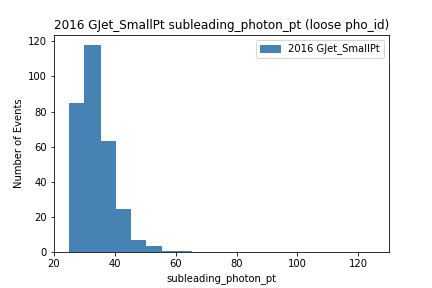 2016 GJet_SmallPt subleading_photon_pt (loose pho_id)
2016 GJet_SmallPt
Number of Events
120
100
80
60
40
20
0
20 40 60 80 100 120
subleading_photon_pt